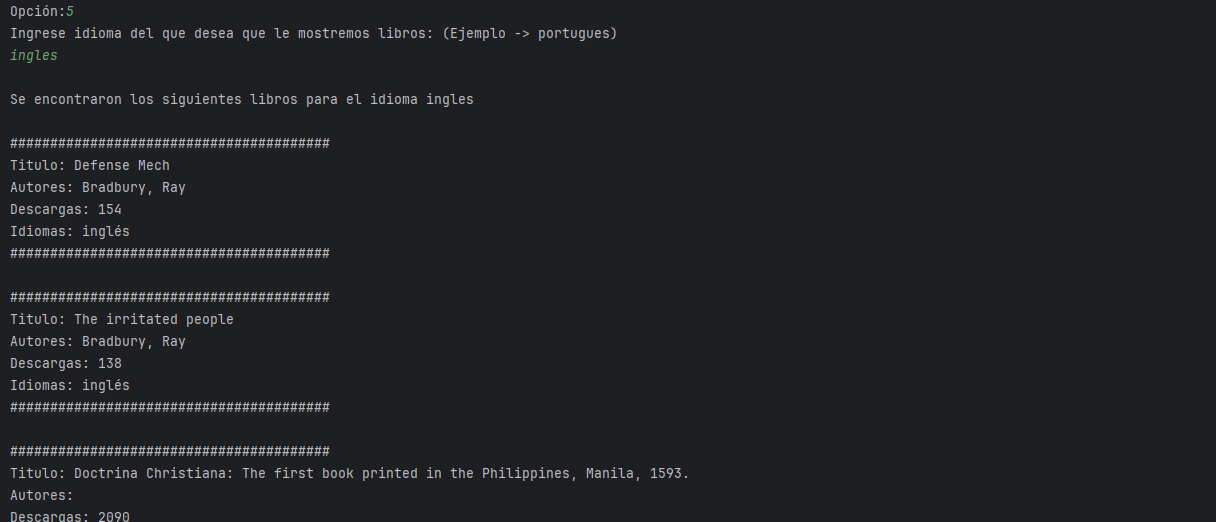 Opción:5
Ingrese idioma del que desea que le mostremos libros: (Ejemplo -> portugues)
ingles
Se encontraron los siguientes libros para el idioma ingles
########################################
Titulo: Defense Mech
Autores: Bradbury, Ray
Descargas: 154
Idiomas: inglés
########################################
########################################
Titulo: The irritated people
Autores: Bradbury, Ray
Descargas: 138
Idiomas: inglés
########################################
########################################
Titulo: Doctrina Christiana: The first book printed in the Philippines, Manila, 1593.
Autores:
Descargas: 2090